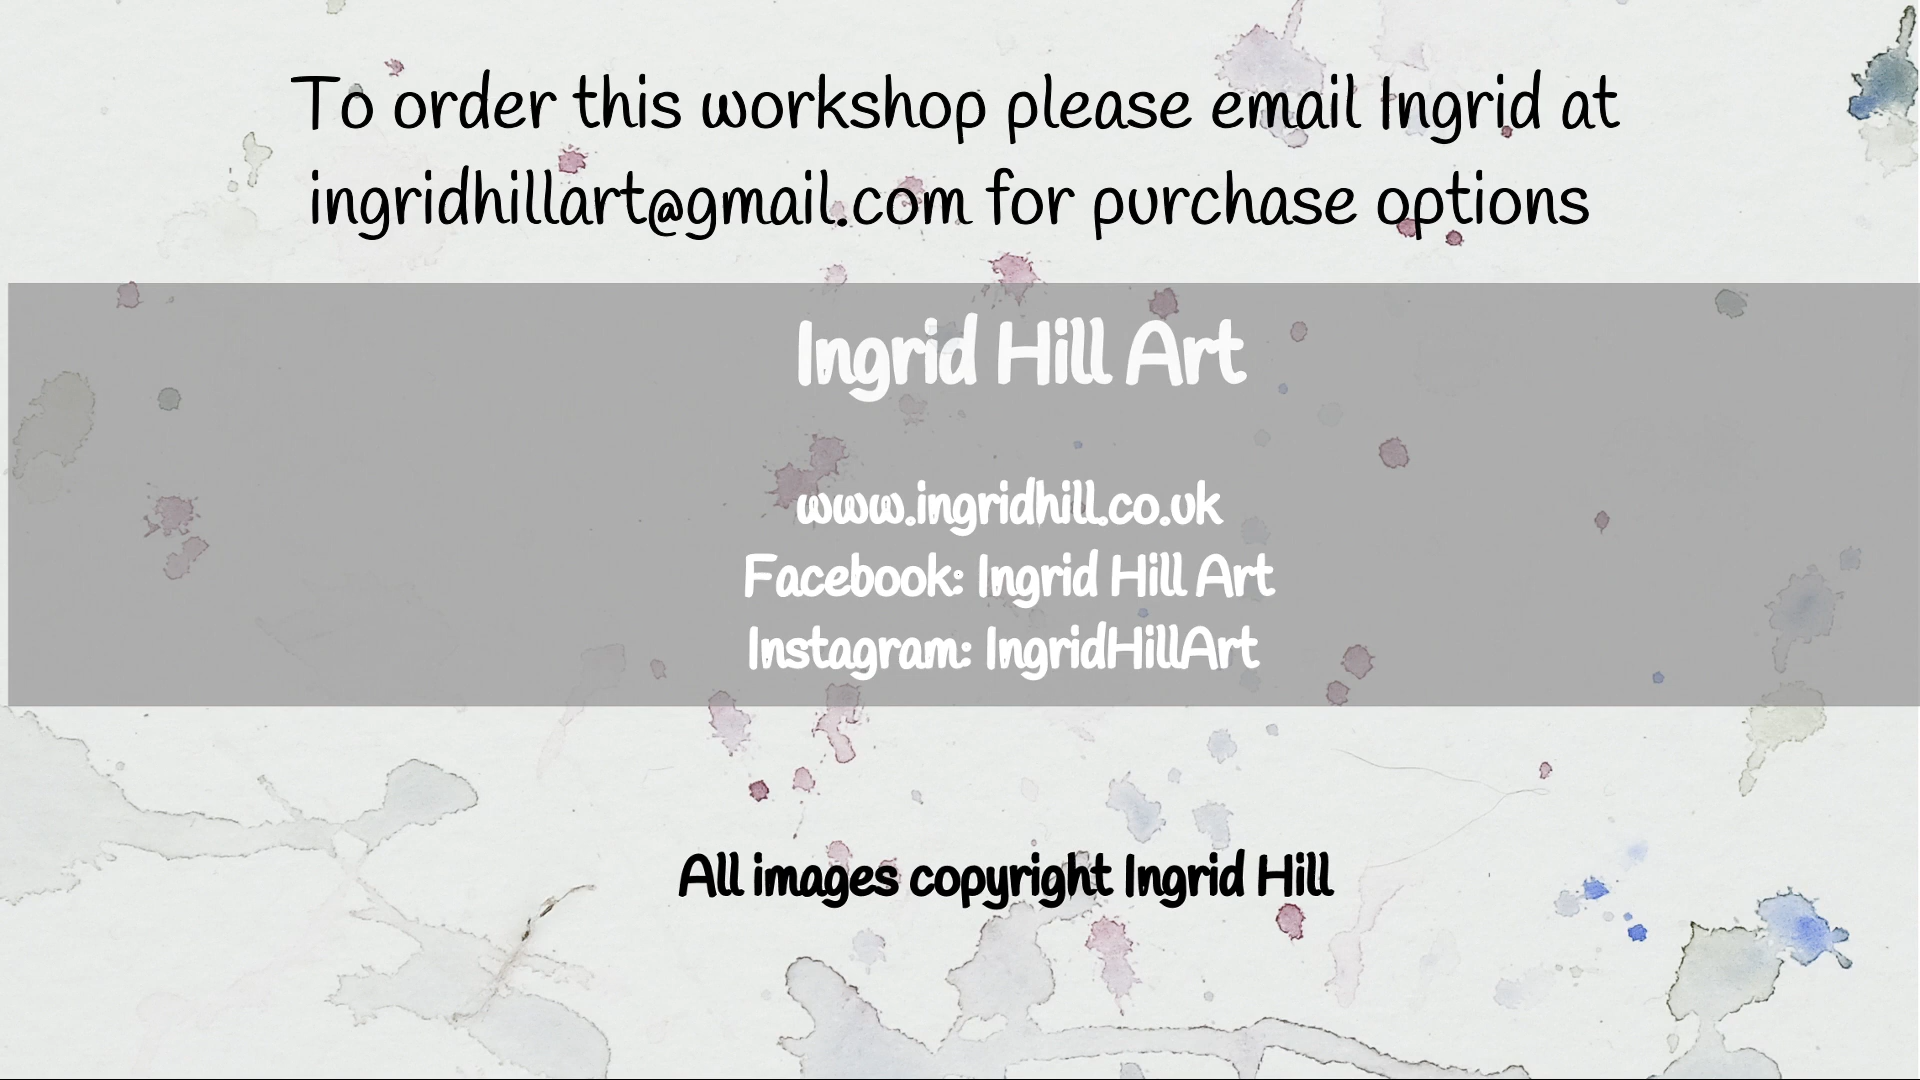 To order this workshop please email Ingrid at
ingridhillart@gmail.com for purchase options
Ingrid Hill Art
www.ingridhill.co.uk
Facebook: Ingrid Hill Art
Instagram: IngridHillArt
All images copyright Ingrid Hill